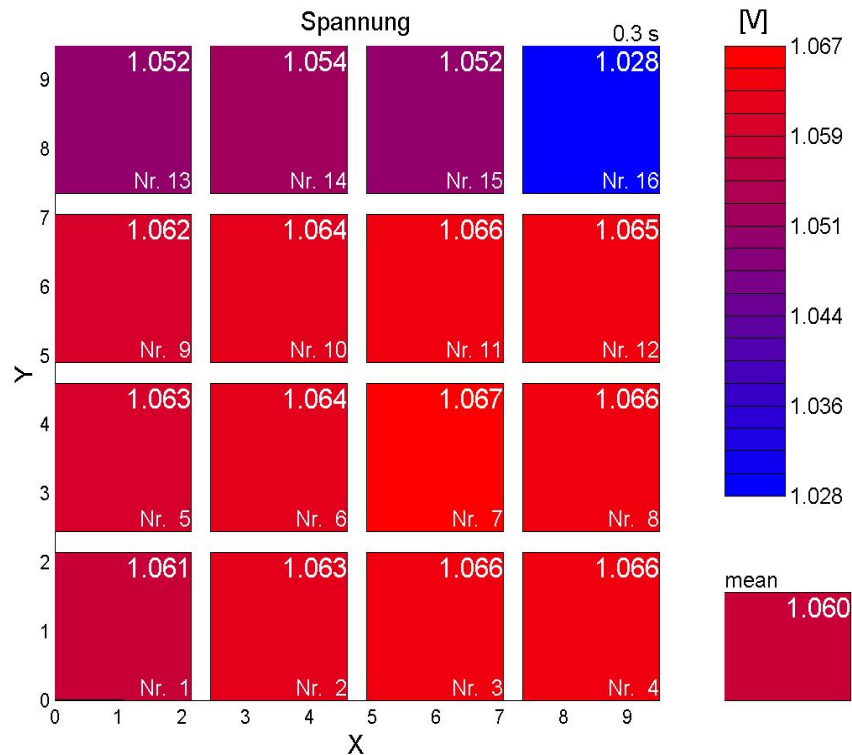 Spannung
0.3 s
[V]
9
8
7
6
5
4
3
2
1
0
Y
1.052
Nr. 13
1.054
Nr. 14
1.052
Nr. 15
1.028
Nr. 16
1.062
Nr. 9
1.064
Nr. 10
1.066
Nr. 11
1.065
Nr. 12
1.063
Nr. 5
1.064
Nr. 6
1.067
Nr. 7
1.066
Nr. 8
1.061
Nr. 1
1.063
Nr. 2
1.066
Nr. 3
1.066
Nr. 4
0 1 2 3 4 5 6 7 8 9
X
1.067
1.059
1.051
1.044
1.036
1.028
mean
1.060